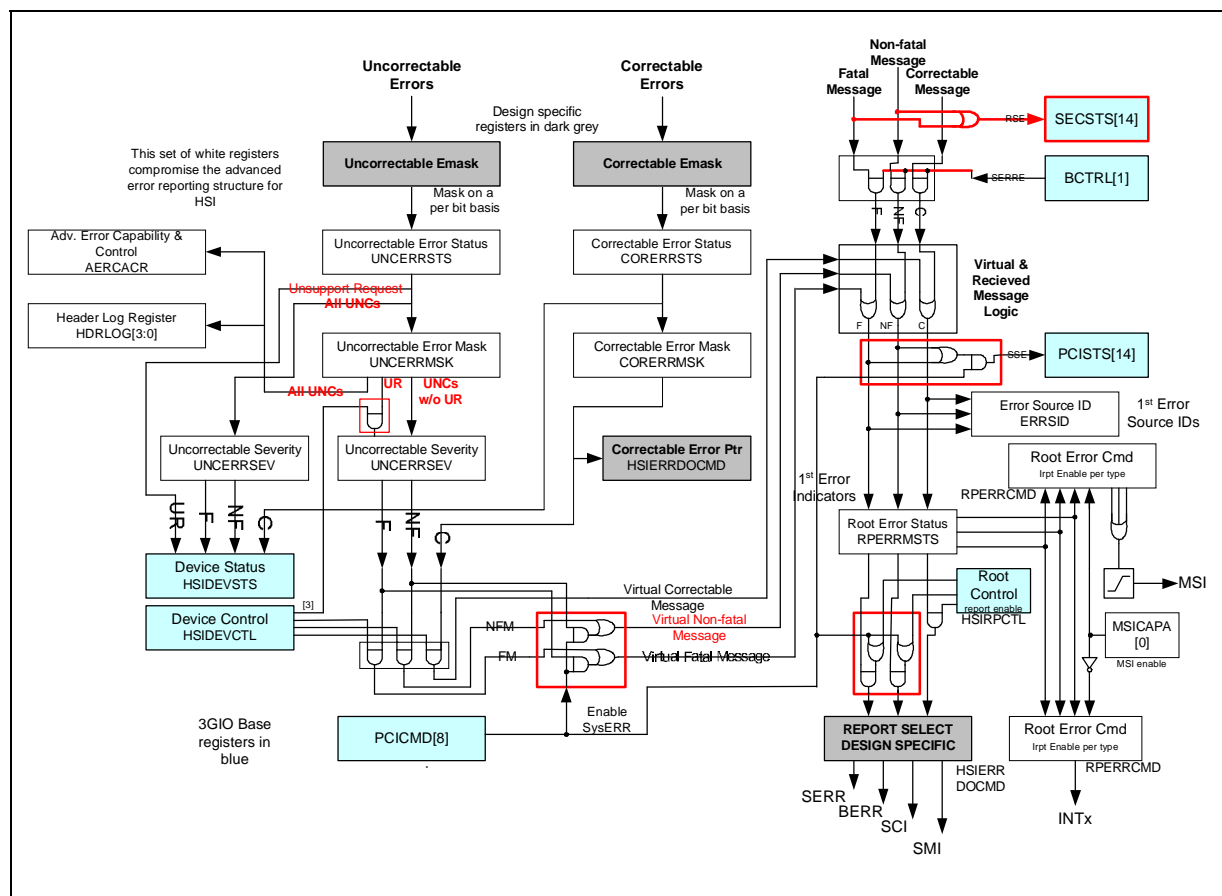 Uncorrectable
Errors
Correctable
Errors
Non-fatal
Message
Fatal
Message
Correctable
Message
Design specific
registers in dark grey
RSE
SECSTS[14]
This set of white registers
compromise the advanced
error reporting structure for
HSI
Uncorrectable Emask
Correctable Emask
SERRE
BCTRL[1]
Mask on a
per bit basis
Mask on a
per bit basis
F
NF
C
Adv. Error Capability &
Control
AERCACR
Uncorrectable Error Status
UNCERRSTS
Correctable Error Status
CORERRSTS
Virtual &
Recieved
Message
Logic
Unsupport Request
All UNCs
Header Log Register
HDRLOG[3:0]
F
NF
C
Uncorrectable Error Mask
UNCERRMSK
Correctable Error Mask
CORERRMSK
SSE
PCISTS[14]
All UNCs
UR
UNCs
w/o UR
Error Source ID
ERRSID
1st Error
Source IDs
Uncorrectable Severity
UNCERRSEV
Uncorrectable Severity
UNCERRSEV
Correctable Error Ptr
HSIERRDOCMD
Root Error Cmd
Irpt Enable per type
RPERRCMD
1st Error
Indicators
UR
F
NF
C
F
NF
C
Root Error Status
RPERRMSTS
Device Status
HSIDEVSTS
MSI
Root
Control
report enable
HSIRPCTL
Virtual Correctable
Message
Device Control
HSIDEVCTL
[3]
NFM
Virtual Non-fatal
Message
MSICAPA
[0]
MSI enable
FM
Virtual Fatal Message
3GIO Base
registers in
blue
PCICMD[8]
Enable
SysERR
REPORT SELECT
DESIGN SPECIFIC
Root Error Cmd
Irpt Enable per type
RPERRCMD
HSIERR
DOCMD
SERR
BERR
SCI
SMI
INTx